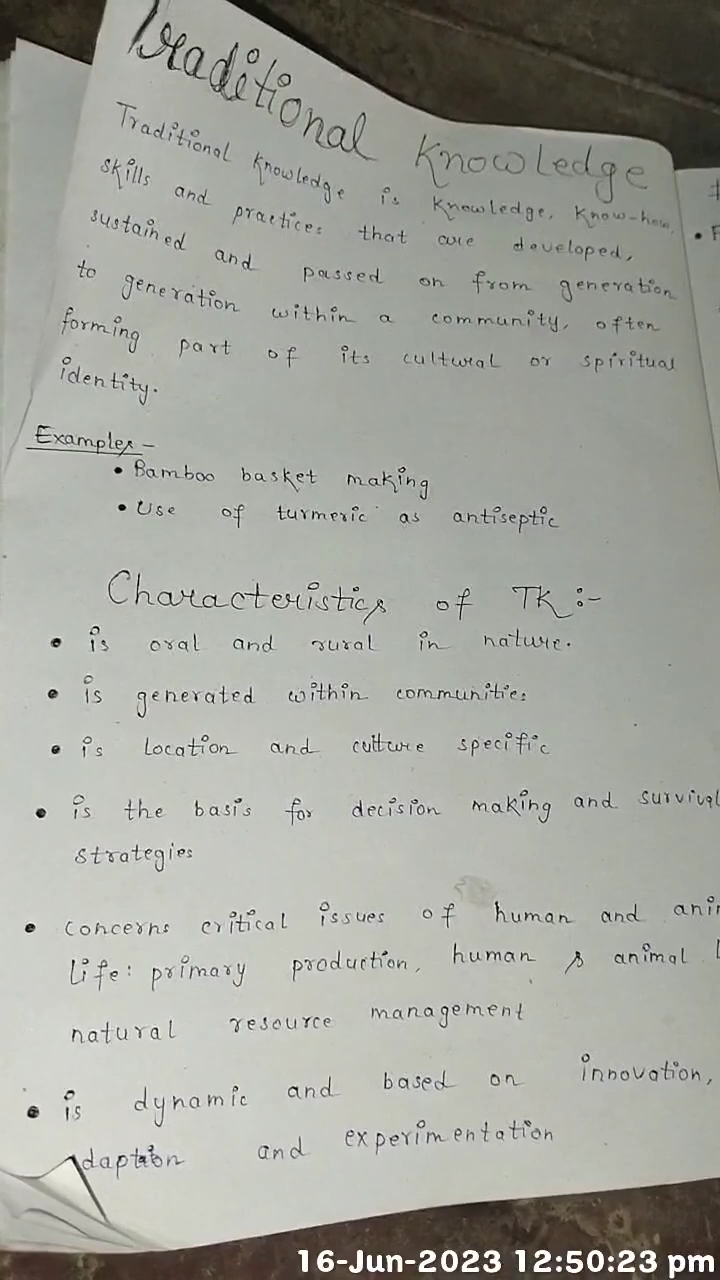 Traditional Knowledge
Traditional Knowledge is Knowledge, Know-how,
skills and practices that are developed,
sustained and passed on from generation
to generation within a community, often
forming part of its cultural or spiritual
identity.
Examples -
• Bamboo basket making
• Use of turmeric as antiseptic
Characteristics of TK :-
• is oral and rural in nature.
• is generated within communities
• is Location and culture specific
• is the basis for decision making and survival
strategies
• concerns critical issues of human and
Life: primary production, human & animal
natural resource management
• is dynamic and based on innovation,
daption and experimentation
16-Jun-2023 12:50:23 pm